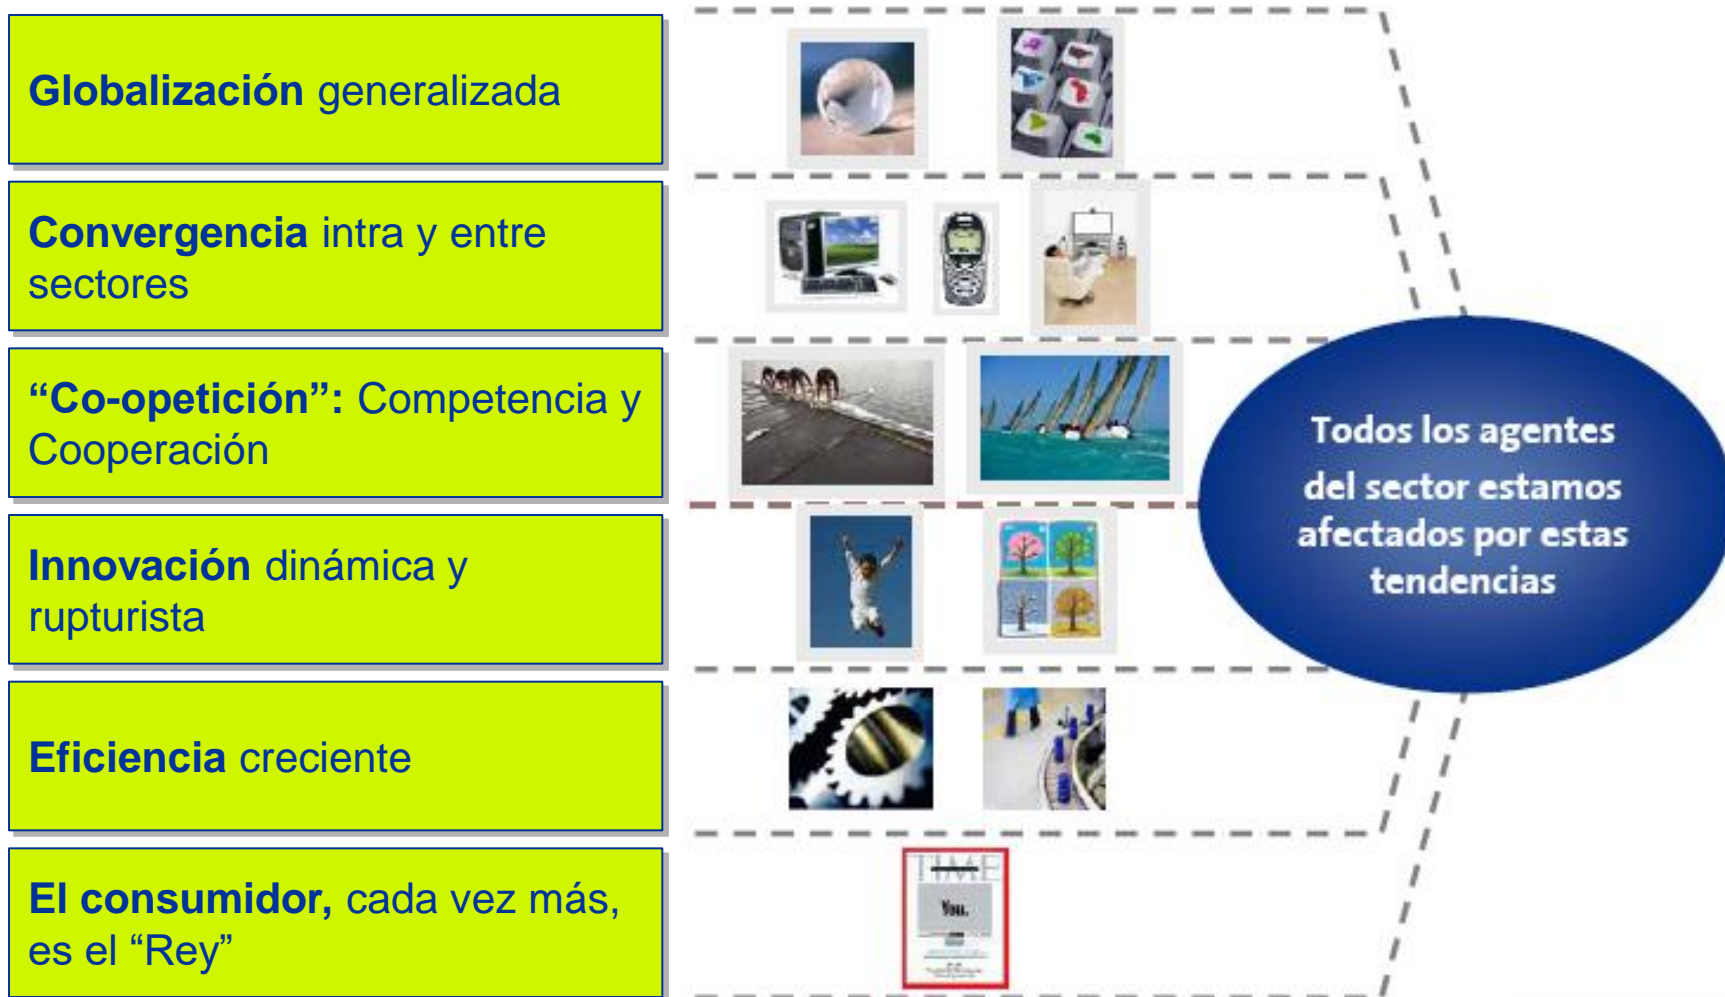 Globalización generalizada
Convergencia intra y entre
sectores
“Co-opetición”: Competencia y
Cooperación
Innovación dinámica y
rupturista
Eficiencia creciente
El consumidor, cada vez más,
es el “Rey”
TIME
You.
Todos los agentes
del sector estamos
afectados por estas
tendencias